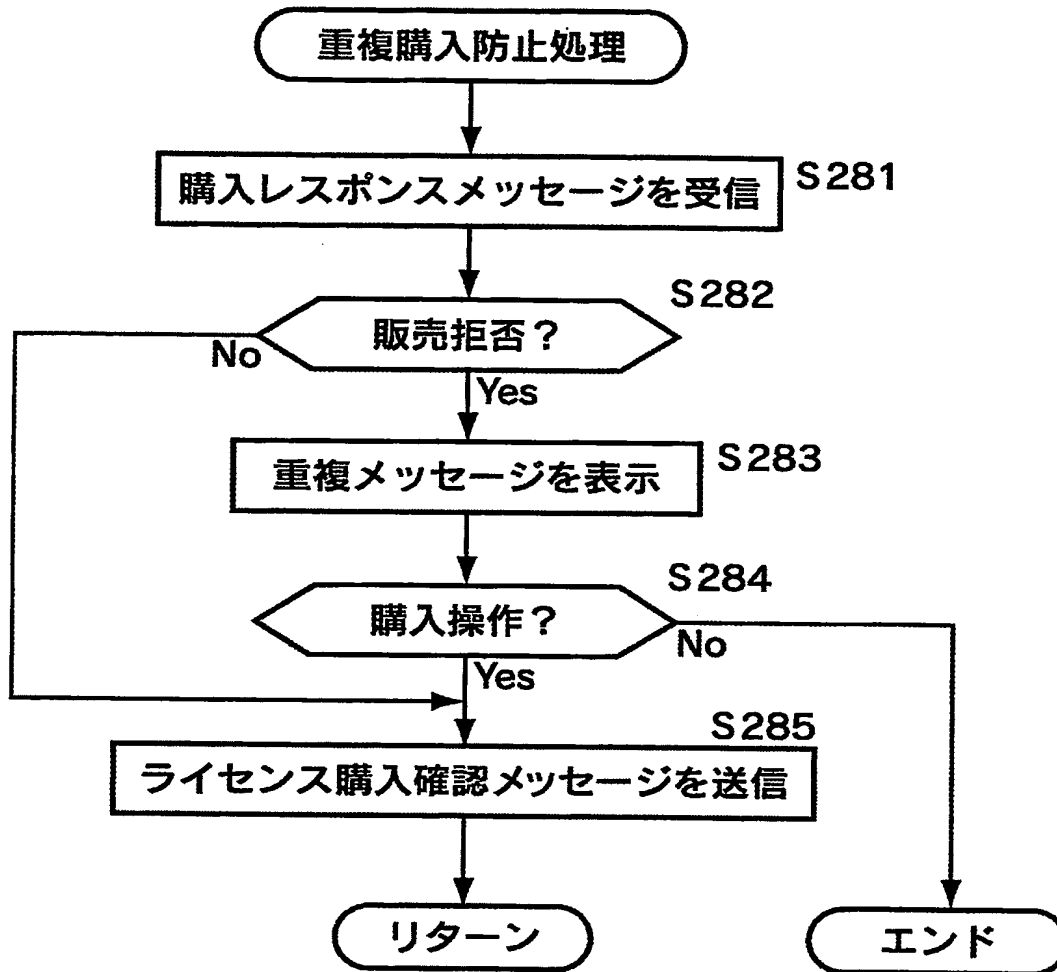 重複購入防止処理
購入レスポンスメッセージを受信
S281
S282
販売拒否？
No
Yes
重複メッセージを表示
S283
S284
購入操作？
No
Yes
S285
ライセンス購入確認メッセージを送信
リターン
エンド